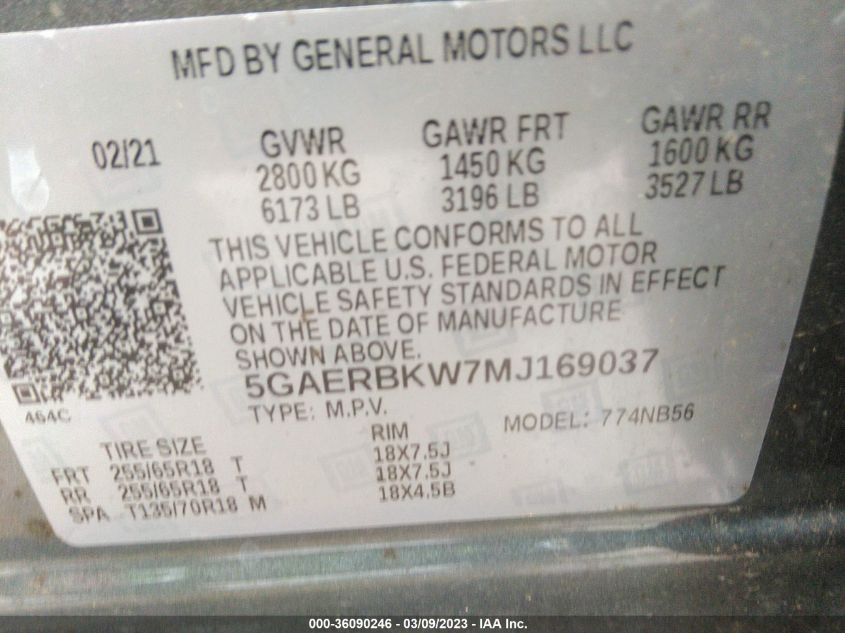 MFD BY GENERAL MOTORS LLC
02/21 GVWR GAWR FRT GAWR RR
2800 KG 1450 KG 1600 KG
6173 LB 3196 LB 3527 LB
THIS VEHICLE CONFORMS TO ALL
APPLICABLE U.S. FEDERAL MOTOR
VEHICLE SAFETY STANDARDS IN EFFECT
ON THE DATE OF MANUFACTURE
SHOWN ABOVE.
5GAERBKW7MJ169037
464C
TYPE: M.P.V. MODEL: 774NB56
TIRE SIZE RIM
FRT 255/65R18 T 18X7.5J
RR 255/65R18 T 18X7.5J
SPA T135/70R18 M 18X4.5B
000-36090246 - 03/09/2023 - IAA Inc.